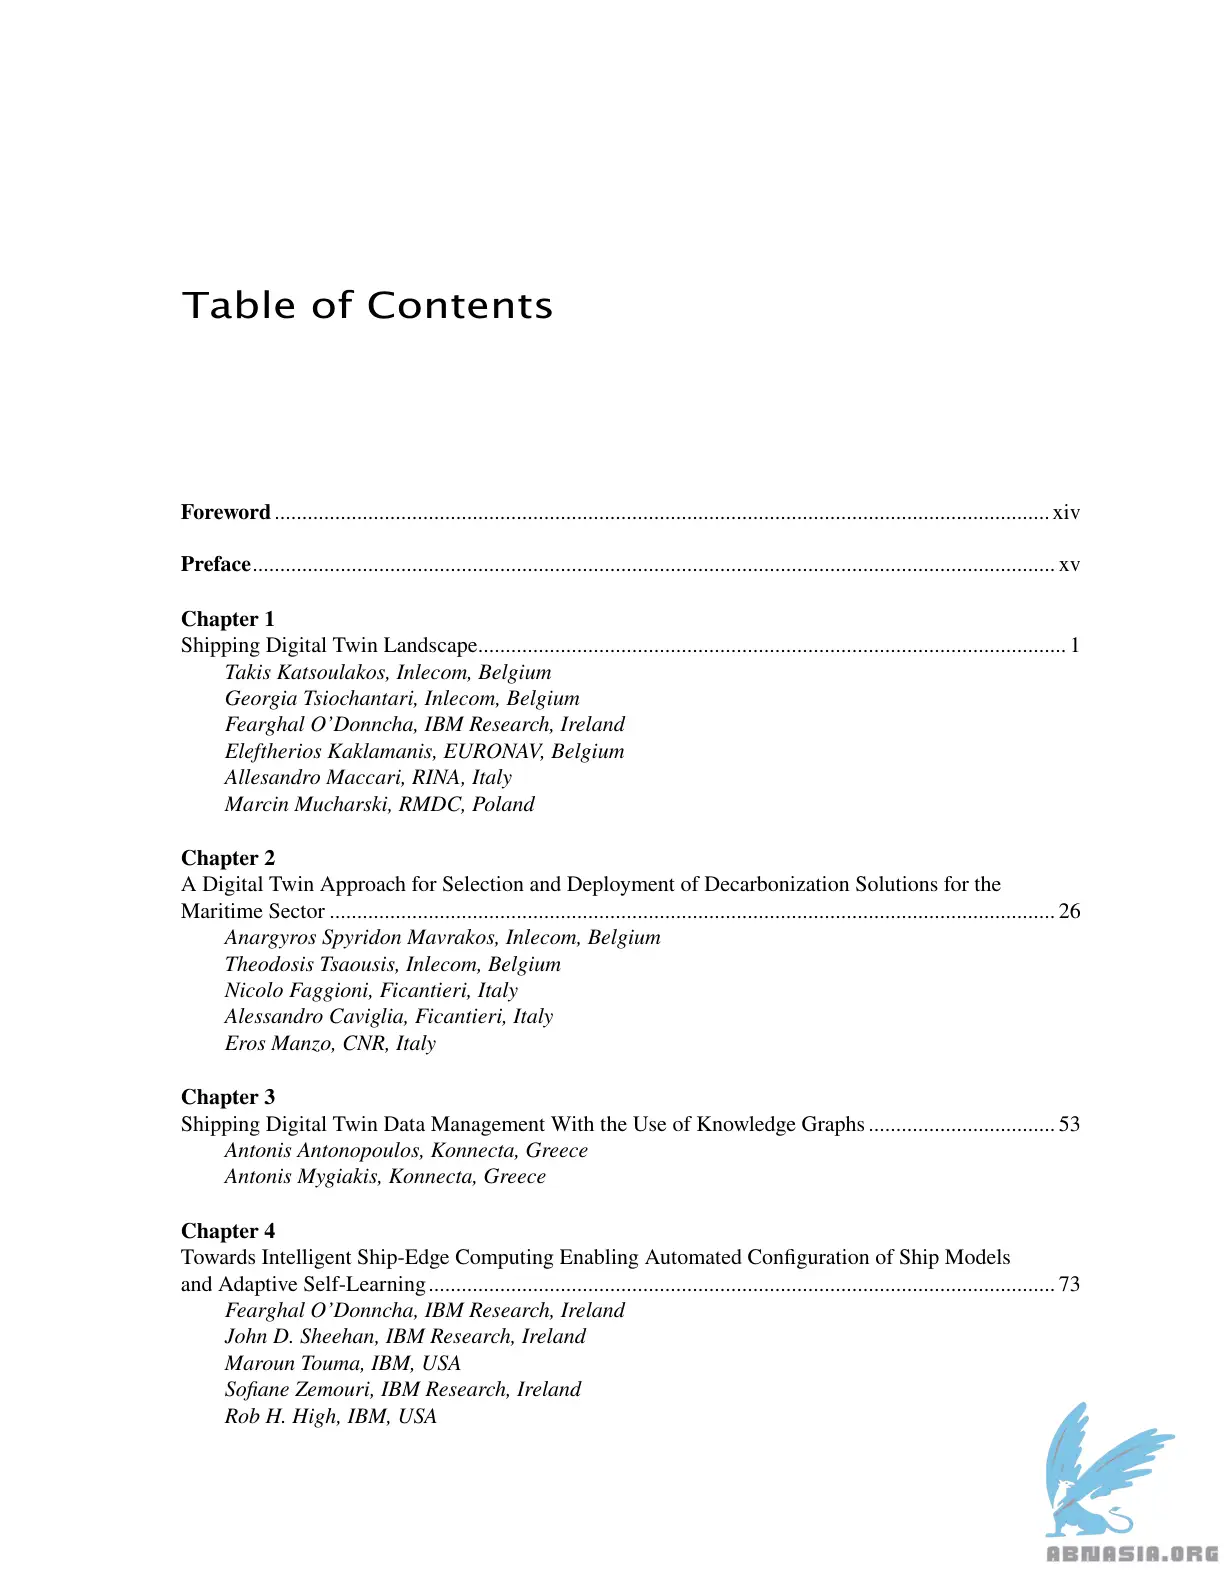 Table of Contents
Foreword ............................................................................................................................................. xiv
Preface .................................................................................................................................................. xv
Chapter 1
Shipping Digital Twin Landscape........................................................................................................... 1
Takis Katsoulakos, Inlecom, Belgium
Georgia Tsiochantari, Inlecom, Belgium
Fearghal O’Donncha, IBM Research, Ireland
Eleftherios Kaklamanis, EURONAV, Belgium
Allesandro Maccari, RINA, Italy
Marcin Mucharski, RMDC, Poland
Chapter 2
A Digital Twin Approach for Selection and Deployment of Decarbonization Solutions for the
Maritime Sector .................................................................................................................................... 26
Anargyros Spyridon Mavrakos, Inlecom, Belgium
Theodosis Tsaousis, Inlecom, Belgium
Nicolo Faggioni, Ficantieri, Italy
Alessandro Caviglia, Ficantieri, Italy
Eros Manzo, CNR, Italy
Chapter 3
Shipping Digital Twin Data Management With the Use of Knowledge Graphs .................................. 53
Antonis Antonopoulos, Konnecta, Greece
Antonis Mygiakis, Konnecta, Greece
Chapter 4
Towards Intelligent Ship-Edge Computing Enabling Automated Configuration of Ship Models
and Adaptive Self-Learning .................................................................................................................. 73
Fearghal O’Donncha, IBM Research, Ireland
John D. Sheehan, IBM Research, Ireland
Maroun Touma, IBM, USA
Sofiane Zemouri, IBM Research, Ireland
Rob H. High, IBM, USA
ABNASIA.ORG